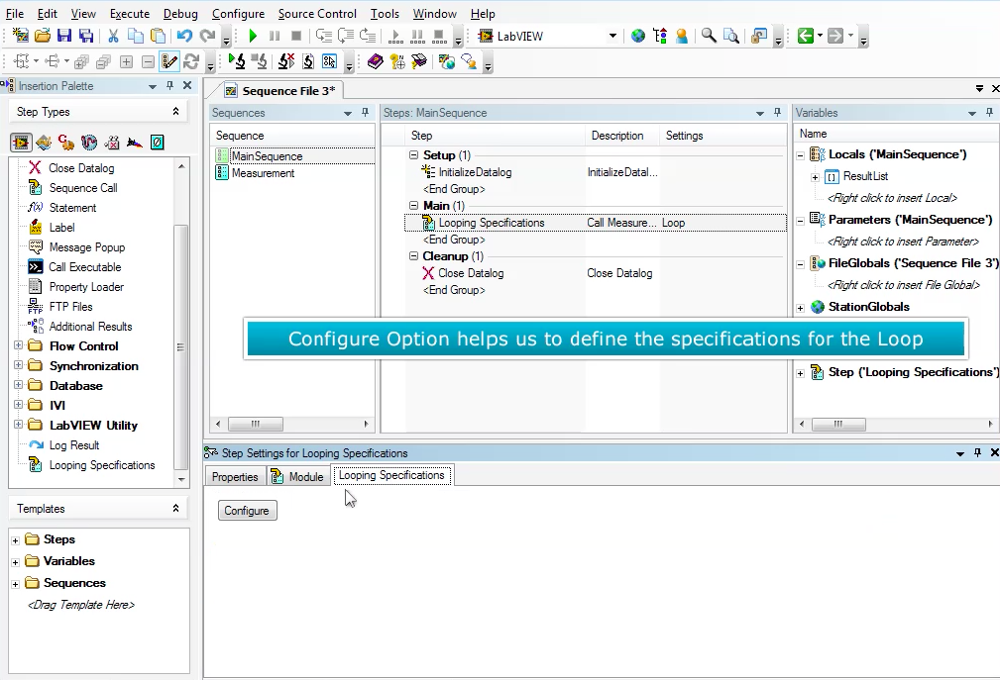 File Edit View Execute Debug Configure Source Control Tools Window Help
LabVIEW
Insertion Palette
Step Types
Close Datalog
Sequence Call
Statement
Label
Message Popup
Call Executable
Property Loader
FTP Files
Additional Results
Flow Control
Synchronization
Database
IVI
LabVIEW Utility
Log Result
Looping Specifications
Templates
Steps
Variables
Sequences
<Drag Template Here>
Sequence File 3*
Sequences
Sequence
MainSequence
Measurement
Steps: MainSequence
Step Description Settings
Setup (1)
InitializeDatalog InitializeDatal...
<End Group>
Main (1)
Looping Specifications Call Measure... Loop
<End Group>
Cleanup (1)
Close Datalog Close Datalog
<End Group>
Variables
Name
Locals ('MainSequence')
ResultList
<Right click to insert Local>
Parameters ('MainSequence')
<Right click to insert Parameter>
FileGlobals ('Sequence File 3')
<Right click to insert File Global>
StationGlobals
Step ('Looping Specifications')
Configure Option helps us to define the specifications for the Loop
Step Settings for Looping Specifications
Properties Module Looping Specifications
Configure